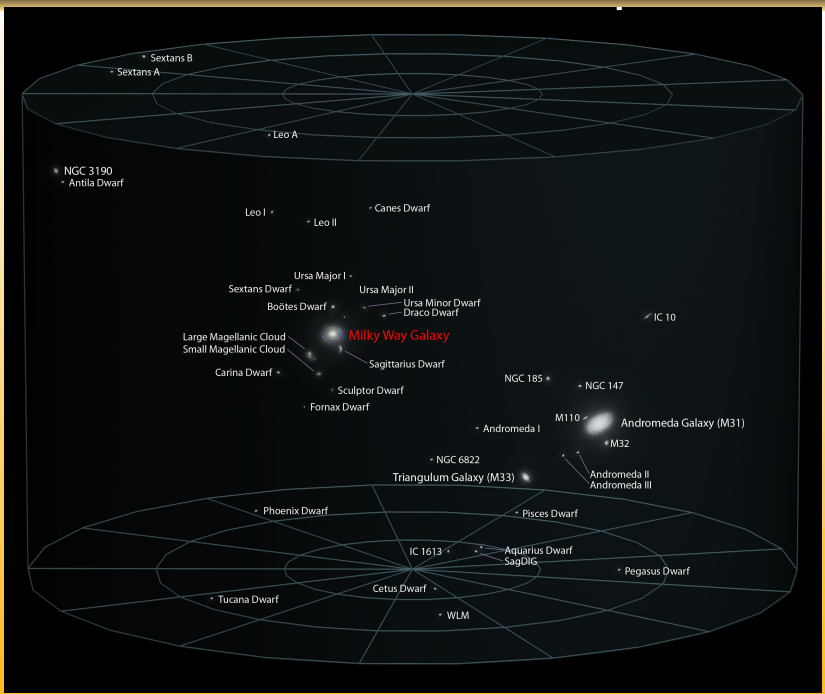 Sextans B
Sextans A
Leo A
NGC 3190
Antila Dwarf
Leo I
Leo II
Canes Dwarf
Ursa Major I
Sextans Dwarf
Ursa Major II
Boötes Dwarf
Ursa Minor Dwarf
Draco Dwarf
IC 10
Milky Way Galaxy
Large Magellanic Cloud
Small Magellanic Cloud
Sagittarius Dwarf
Carina Dwarf
NGC 185
NGC 147
Sculptor Dwarf
Fornax Dwarf
M110
Andromeda Galaxy (M31)
Andromeda I
M32
NGC 6822
Triangulum Galaxy (M33)
Andromeda II
Andromeda III
Phoenix Dwarf
Pisces Dwarf
IC 1613
Aquarius Dwarf
SagDIG
Pegasus Dwarf
Cetus Dwarf
Tucana Dwarf
WLM